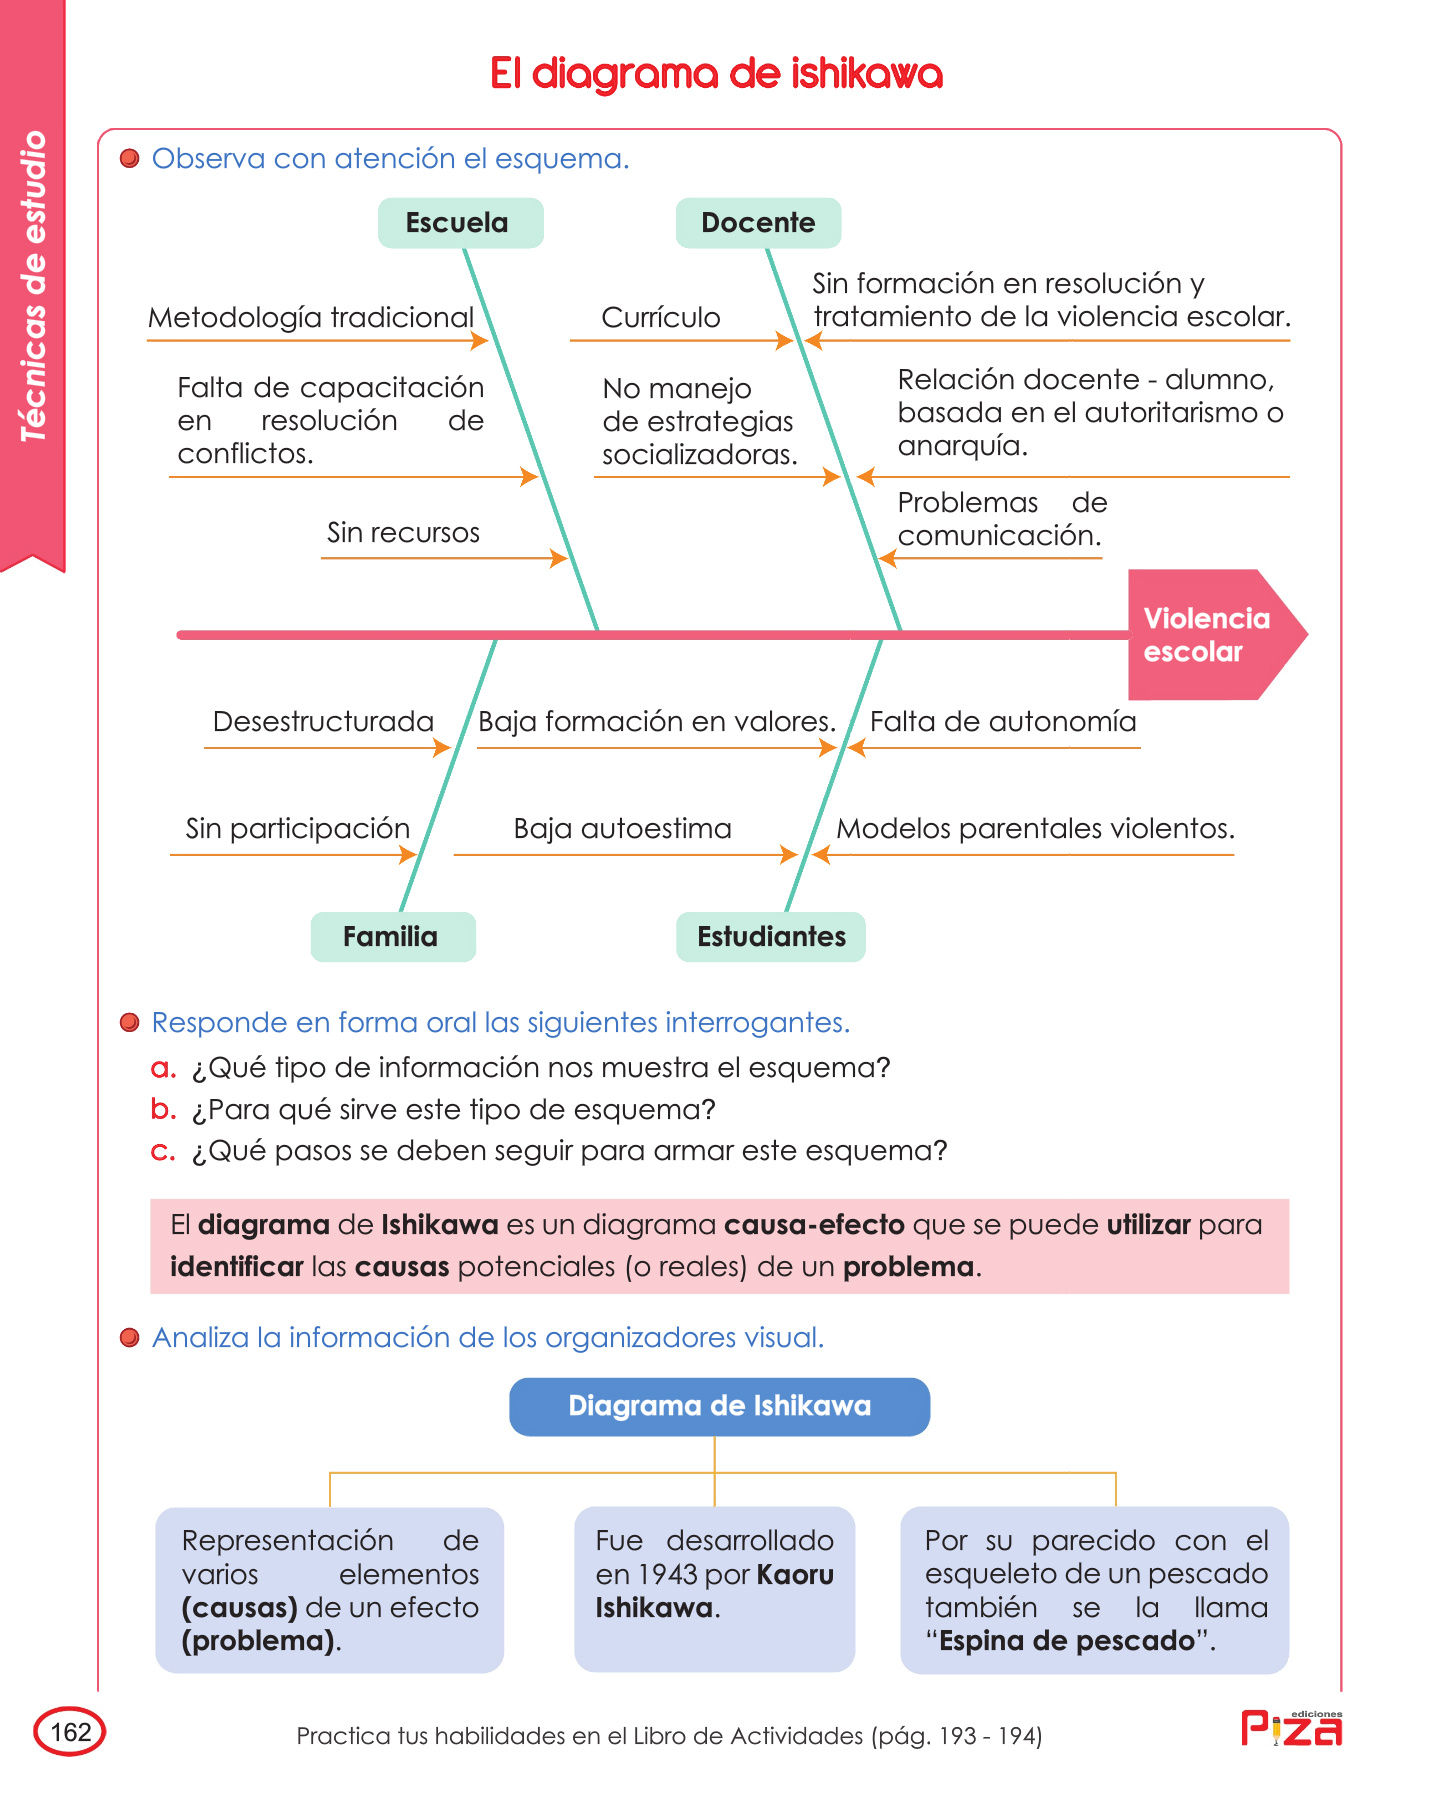 Técnicas de estudio
El diagrama de ishikawa
Observa con atención el esquema.
Escuela
Docente
Metodología tradicional
Currículo
Sin formación en resolución y
tratamiento de la violencia escolar.
Falta de capacitación
en resolución de
conflictos.
No manejo
de estrategias
socializadoras.
Relación docente - alumno,
basada en el autoritarismo o
anarquía.
Sin recursos
Problemas de
comunicación.
Violencia
escolar
Desestructurada
Baja formación en valores.
Falta de autonomía
Sin participación
Baja autoestima
Modelos parentales violentos.
Familia
Estudiantes
Responde en forma oral las siguientes interrogantes.
a. ¿Qué tipo de información nos muestra el esquema?
b. ¿Para qué sirve este tipo de esquema?
c. ¿Qué pasos se deben seguir para armar este esquema?
El diagrama de Ishikawa es un diagrama causa-efecto que se puede utilizar para
identificar las causas potenciales (o reales) de un problema.
Analiza la información de los organizadores visual.
Diagrama de Ishikawa
Representación de
varios elementos
(causas) de un efecto
(problema).
Fue desarrollado
en 1943 por Kaoru
Ishikawa.
Por su parecido con el
esqueleto de un pescado
también se la llama
“Espina de pescado”.
162
Practica tus habilidades en el Libro de Actividades (pág. 193 - 194)
ediciones
Piza